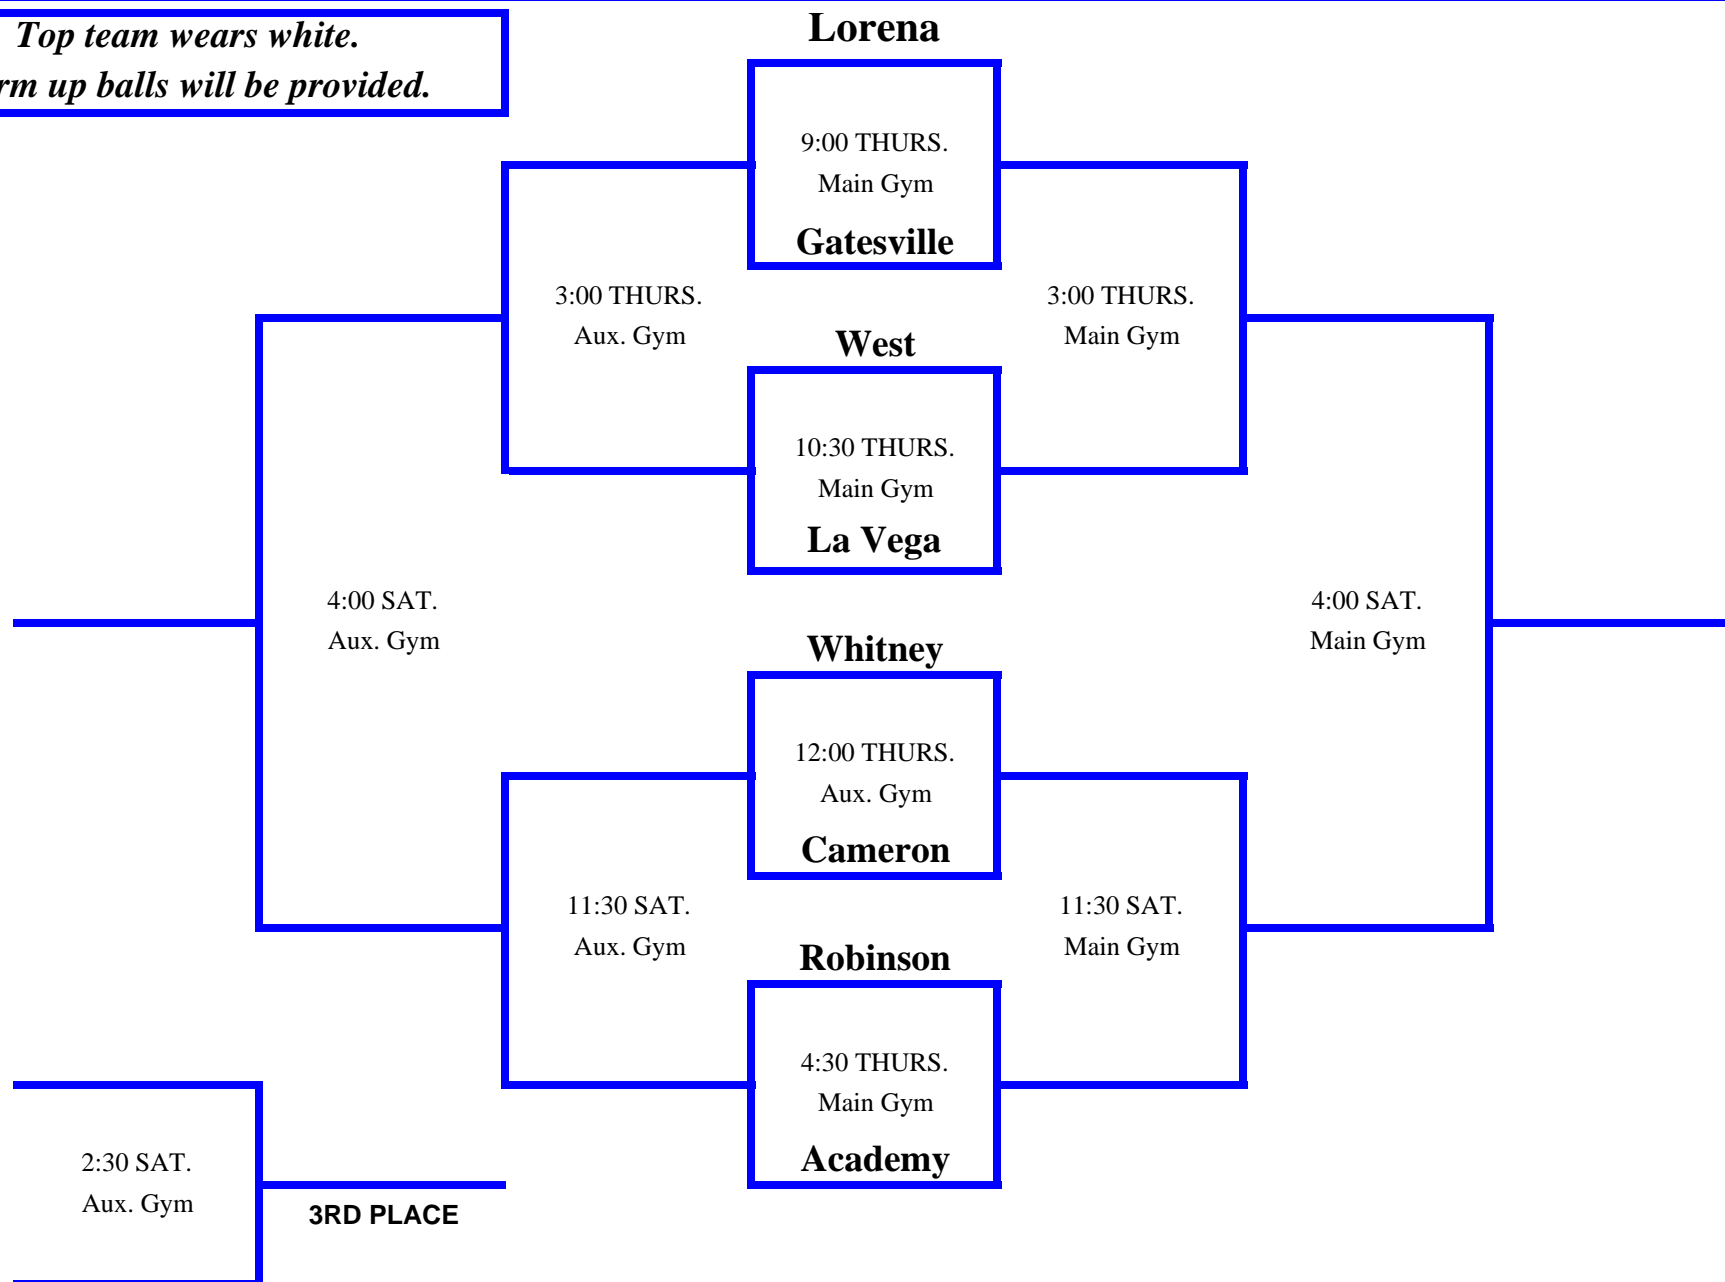 Top team wears white.
up balls will be provided.
Lorena
9:00 THURS.
Main Gym
Gatesville
3:00 THURS.
Aux. Gym
3:00 THURS.
Main Gym
West
10:30 THURS.
Main Gym
La Vega
4:00 SAT.
Aux. Gym
4:00 SAT.
Main Gym
Whitney
12:00 THURS.
Aux. Gym
Cameron
11:30 SAT.
Aux. Gym
11:30 SAT.
Main Gym
Robinson
4:30 THURS.
Main Gym
Academy
2:30 SAT.
Aux. Gym
3RD PLACE